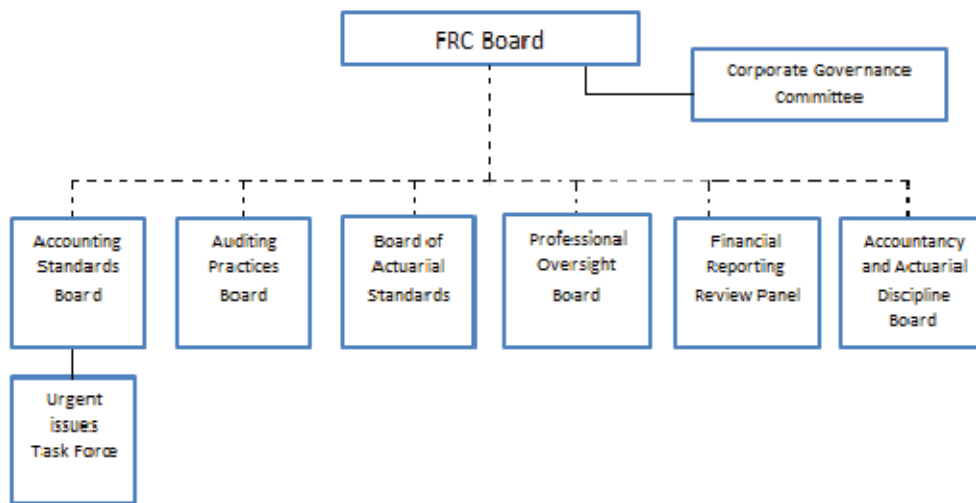 FRC Board
Corporate Governance
Committee
Accounting
Standards
Board
Auditing
Practices
Board
Board of
Actuarial
Standards
Professional
Oversight
Board
Financial
Reporting
Review Panel
Accountancy
and Actuarial
Discipline
Board
Urgent
issues
Task Force